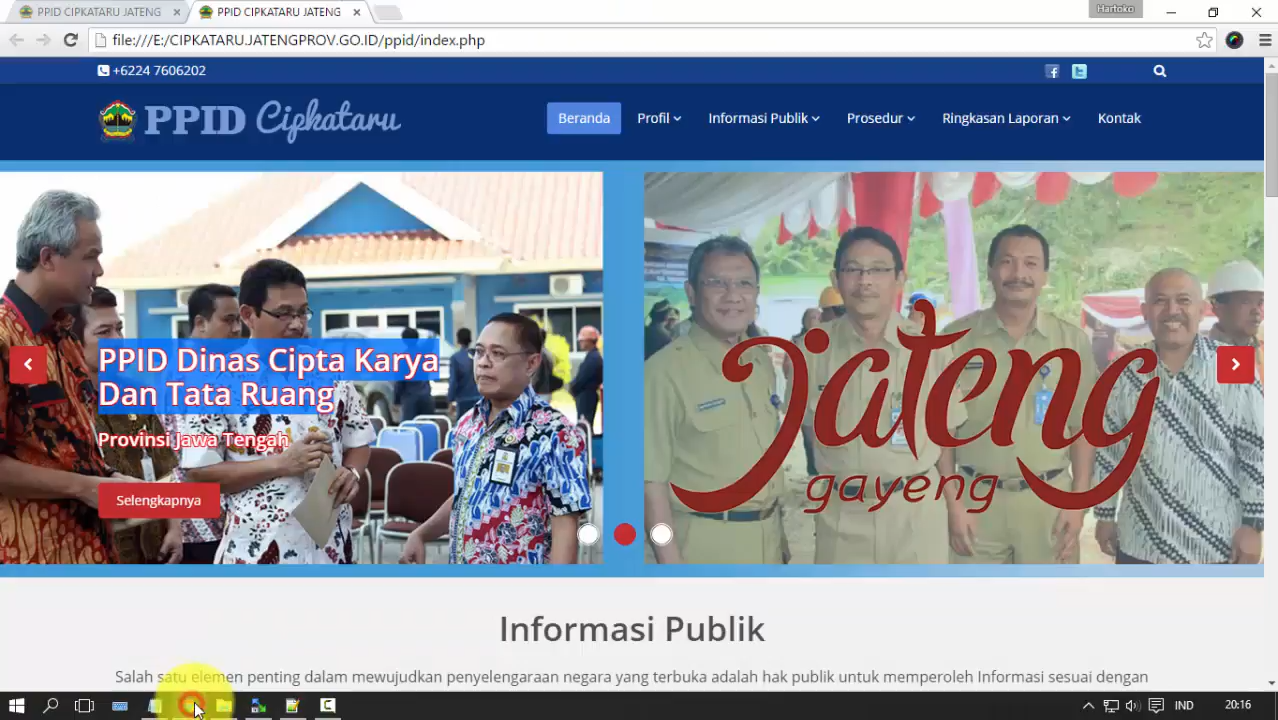 PPID CIPKATARU JATENG
PPID CIPKATARU JATENG
Hartoko
file:///E:/CIPKATARU.JATENGPROV.GO.ID/ppid/index.php
+6224 7606202
PPID Cipkataru
Beranda Profil Informasi Publik Prosedur Ringkasan Laporan Kontak
PPID Dinas Cipta Karya
Dan Tata Ruang
Provinsi Jawa Tengah
Selengkapnya
jateng
gayeng
Informasi Publik
Salah satu elemen penting dalam mewujudkan penyelengaraan negara yang terbuka adalah hak publik untuk memperoleh Informasi sesuai dengan
IND 20:16